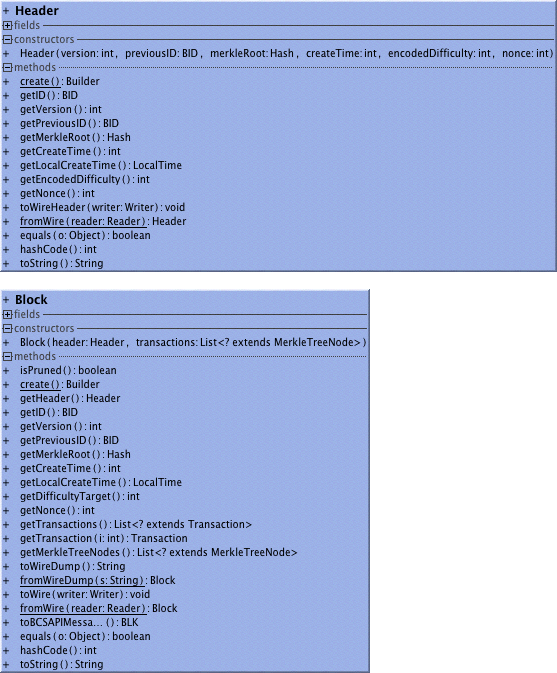 + Header
fields
constructors
+ Header(version: int, previousID: BID, merkleRoot: Hash, createTime: int, encodedDifficulty: int, nonce: int)
methods
+ create(): Builder
+ getID(): BID
+ getVersion(): int
+ getPreviousID(): BID
+ getMerkleRoot(): Hash
+ getCreateTime(): int
+ getLocalCreateTime(): LocalTime
+ getEncodedDifficulty(): int
+ getNonce(): int
+ toWireHeader(writer: Writer): void
+ fromWire(reader: Reader): Header
+ equals(o: Object): boolean
+ hashCode(): int
+ toString(): String
+ Block
fields
constructors
+ Block(header: Header, transactions: List<? extends MerkleTreeNode>)
methods
+ isPruned(): boolean
+ create(): Builder
+ getHeader(): Header
+ getID(): BID
+ getVersion(): int
+ getPreviousID(): BID
+ getMerkleRoot(): Hash
+ getCreateTime(): int
+ getLocalCreateTime(): LocalTime
+ getDifficultyTarget(): int
+ getNonce(): int
+ getTransactions(): List<? extends Transaction>
+ getTransaction(i: int): Transaction
+ getMerkleTreeNodes(): List<? extends MerkleTreeNode>
+ toWireDump(): String
+ fromWireDump(s: String): Block
+ toWire(writer: Writer): void
+ fromWire(reader: Reader): Block
+ toBCSAPIMessa... (): BLK
+ equals(o: Object): boolean
+ hashCode(): int
+ toString(): String